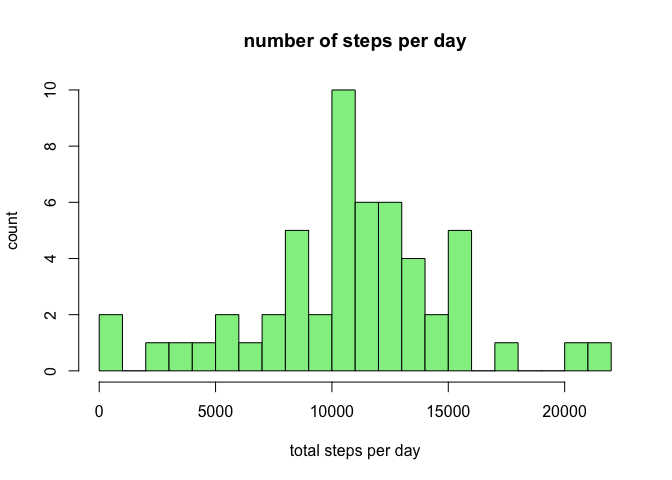 number of steps per day
count
0 2 4 6 8 10
0 5000 10000 15000 20000
total steps per day